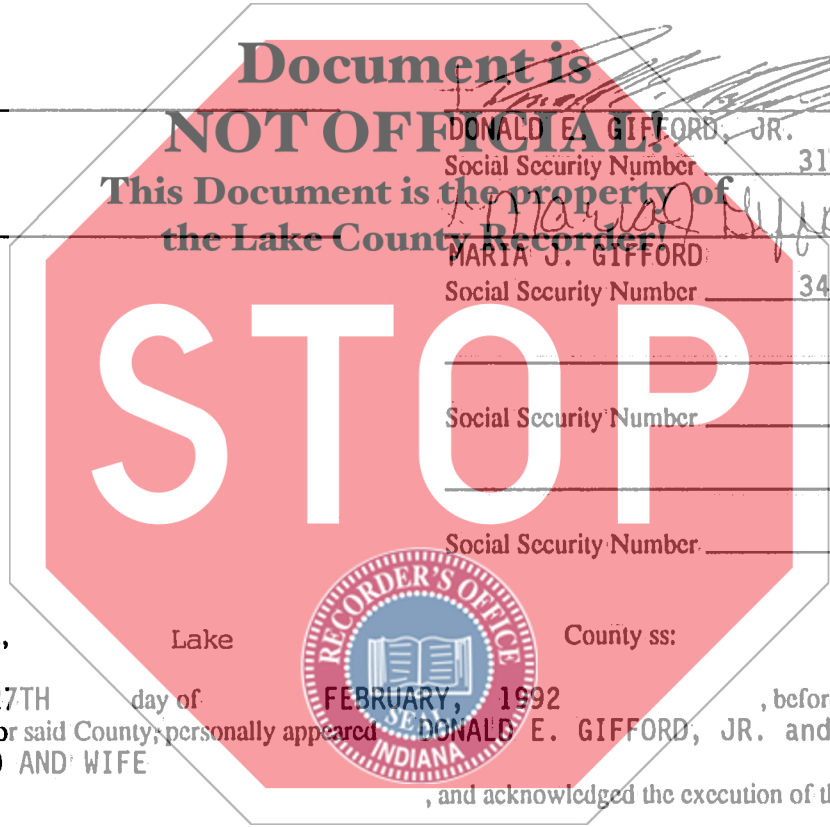 Document is
NOT OFFICIAL!
DONALD E. GIFFORD, JR.
Social Security Number 31
This Document is the property of
the Lake County Recorder!
MARIA J. GIFFORD
Social Security Number 34
STOP
Social Security Number
Social Security Number
RECORDER'S OFFICE
SEAL
INDIANA
Lake County ss:
7TH day of FEBRUARY, 1992 , befor
or said County, personally appeared DONALD E. GIFFORD, JR. and
AND WIFE
, and acknowledged the execution of th